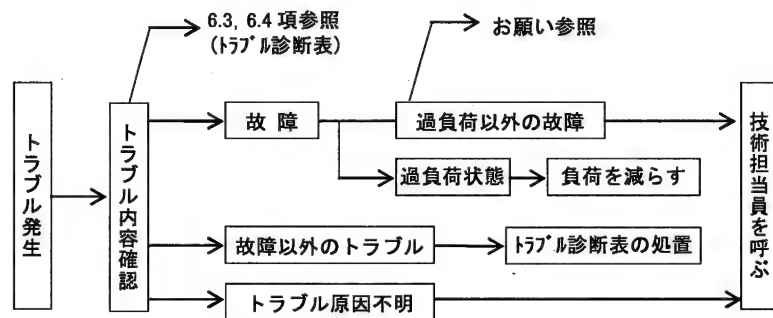 6.3, 6.4 項参照
(ﾄﾗﾌﾞﾙ診断表)
お願い参照
トラブル発生
トラブル内容確認
故 障
過負荷以外の故障
技術担当員を呼ぶ
過負荷状態
負荷を減らす
故障以外のトラブル
ﾄﾗﾌﾞﾙ診断表の処置
トラブル原因不明